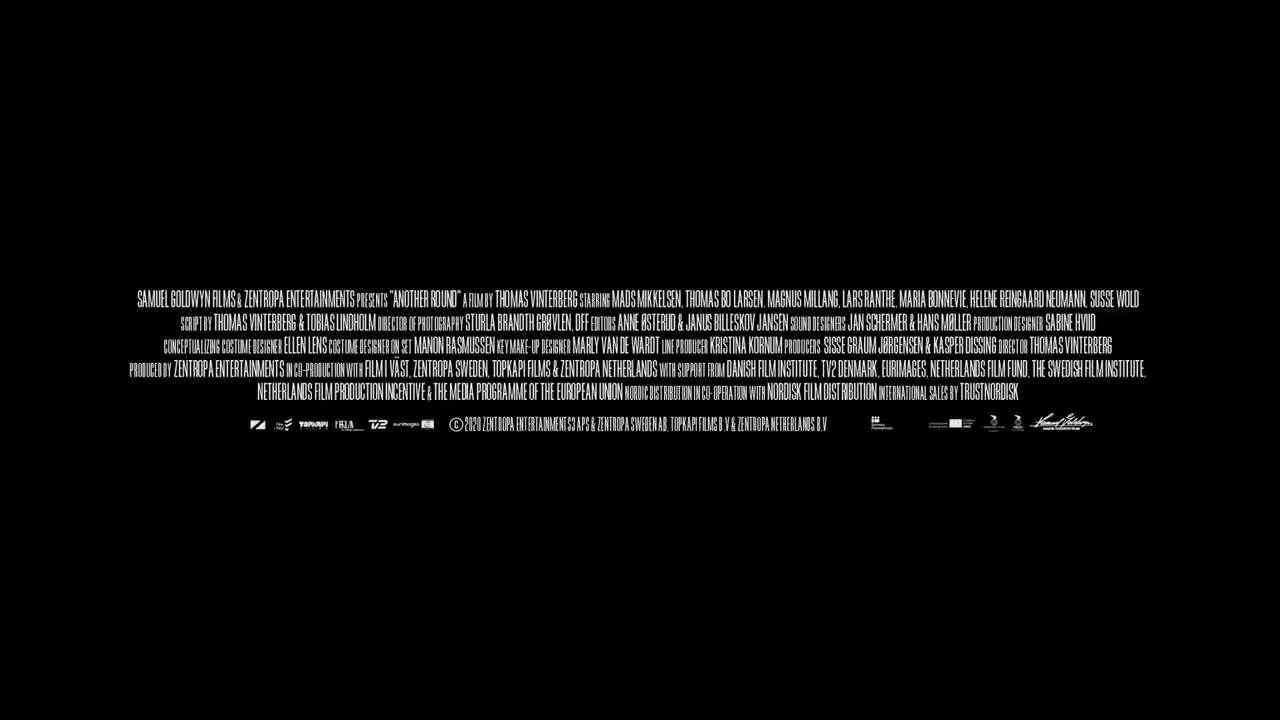 SAMUEL GOLDWYN FILMS & ZENTROPA ENTERTAINMENTS PRESENTS "ANOTHER ROUND" A FILM BY THOMAS VINTERBERG STARRING MADS MIKKELSEN, THOMAS BO LARSEN, MAGNUS MILLANG, LARS RANTHE, MARIA BONNEVIE, HELENE REINGAARD NEUMANN, SUSSE WOLD
SCRIPT BY THOMAS VINTERBERG & TOBIAS LINDHOLM DIRECTOR OF PHOTOGRAPHY STURLA BRANDTH GRØVLEN, DFF EDITORS ANNE ØSTERUD & JANUS BILLESKOV JANSEN SOUND DESIGNERS JAN SCHERMER & HANS MØLLER PRODUCTION DESIGNER SABINE HVIID
CONCEPTUALIZING COSTUME DESIGNER ELLEN LENS COSTUME DESIGNER ON SET MANON RASMUSSEN KEY MAKE-UP DESIGNER MARLY VAN DE WARDT LINE PRODUCER KRISTINA KORNUM PRODUCERS SISSE GRAUM JØRGENSEN & KASPER DISSING DIRECTOR THOMAS VINTERBERG
PRODUCED BY ZENTROPA ENTERTAINMENTS IN CO-PRODUCTION WITH FILM I VÄST, ZENTROPA SWEDEN, TOPKAPI FILMS & ZENTROPA NETHERLANDS WITH SUPPORT FROM DANISH FILM INSTITUTE, TV2 DENMARK, EURIMAGES, NETHERLANDS FILM FUND, THE SWEDISH FILM INSTITUTE,
NETHERLANDS FILM PRODUCTION INCENTIVE & THE MEDIA PROGRAMME OF THE EUROPEAN UNION NORDIC DISTRIBUTION IN CO-OPERATION WITH NORDISK FILM DISTRIBUTION INTERNATIONAL SALES BY TRUSTNORDISK
TOPKAPI TV2 eurimages © 2020 ZENTROPA ENTERTAINMENTS3 APS & ZENTROPA SWEDEN AB, TOPKAPI FILMS B.V & ZENTROPA NETHERLANDS B.V